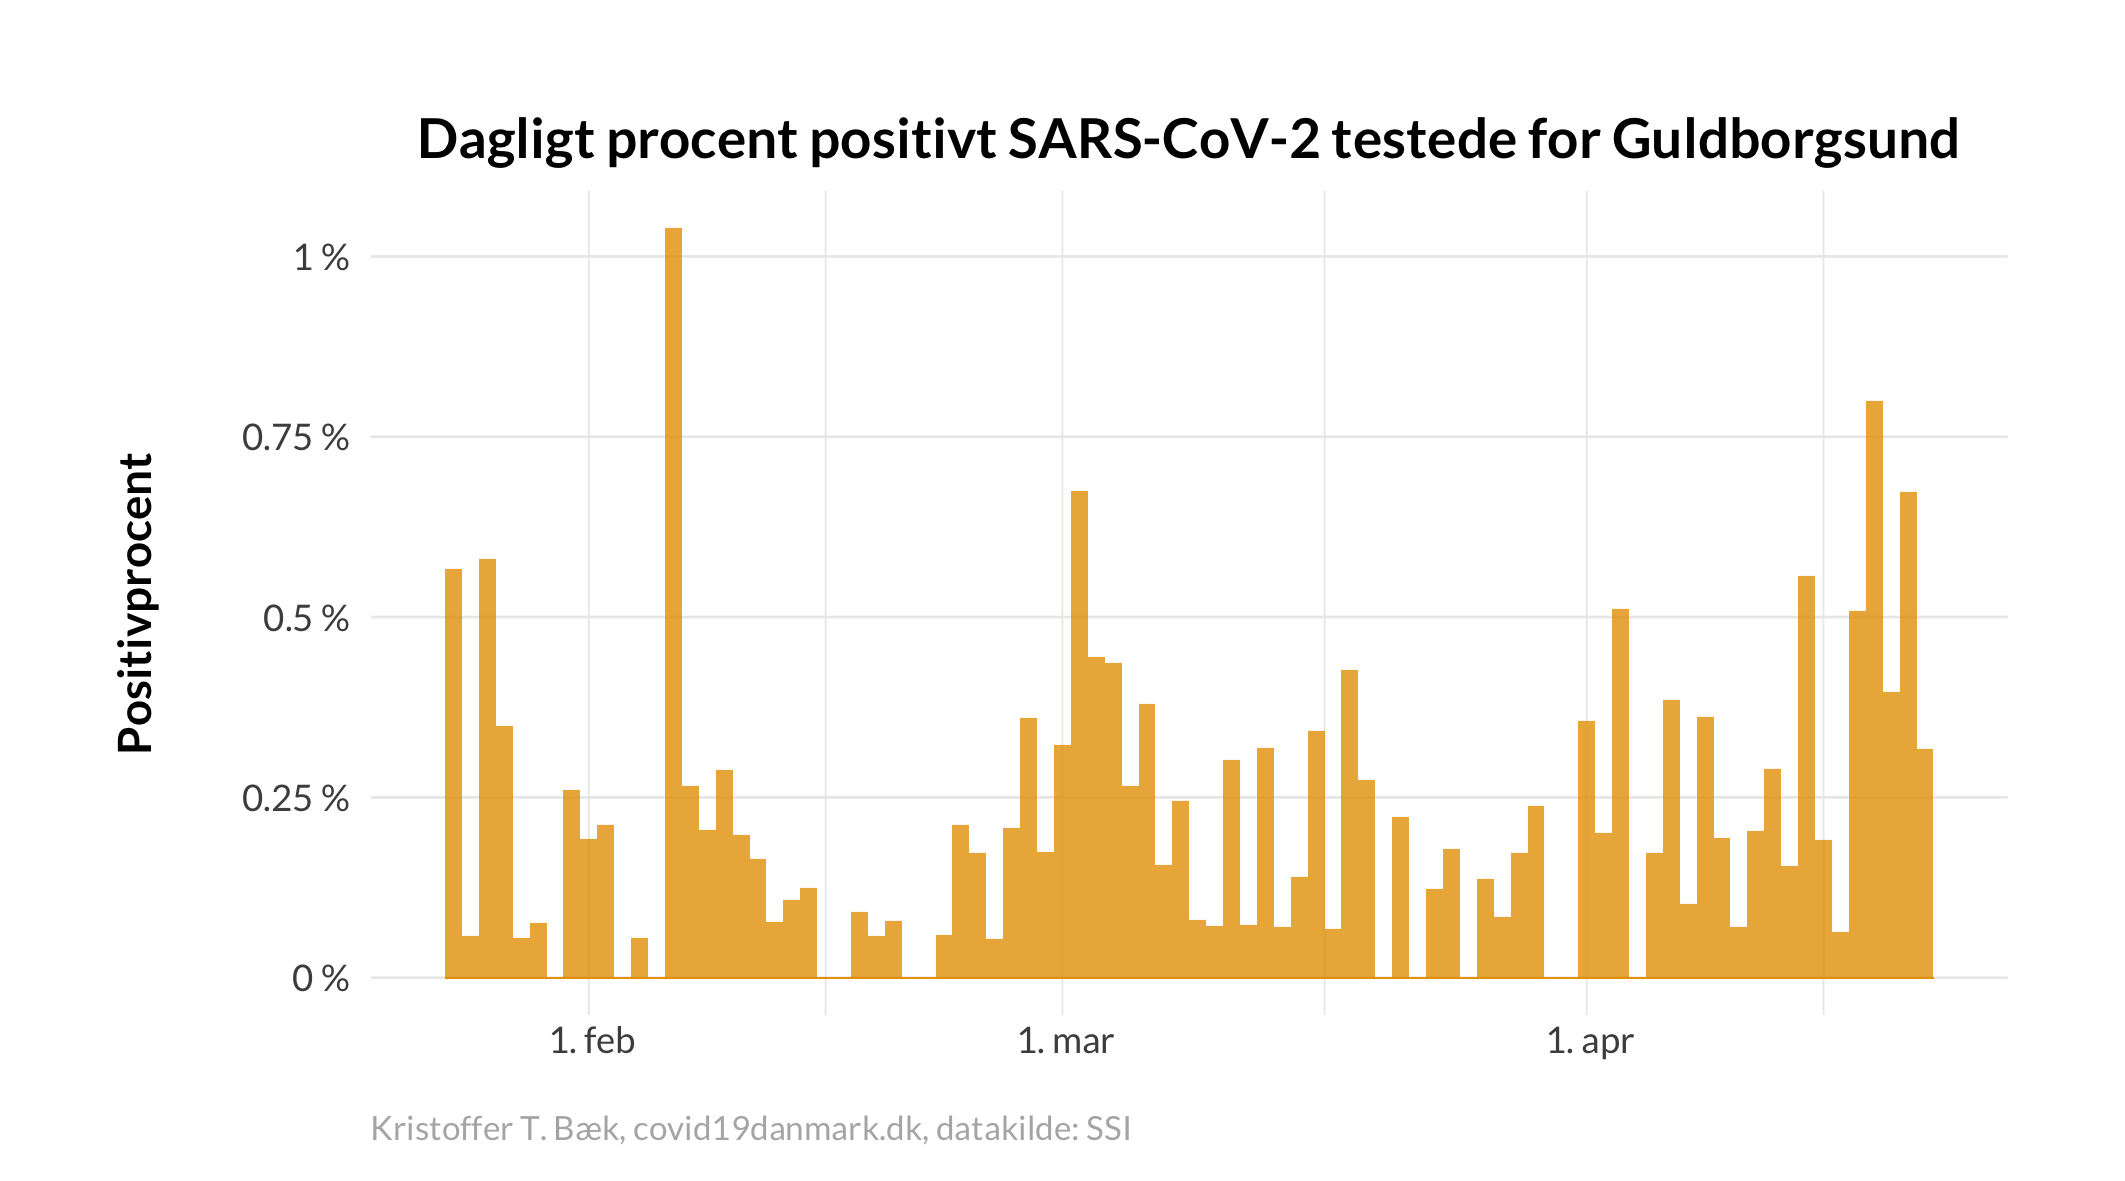 Dagligt procent positivt SARS-CoV-2 testede for Guldborgsund
Positivprocent
1 %
0.75 %
0.5 %
0.25 %
0 %
1. feb
1. mar
1. apr
Kristoffer T. Bæk, covid19danmark.dk, datakilde: SSI